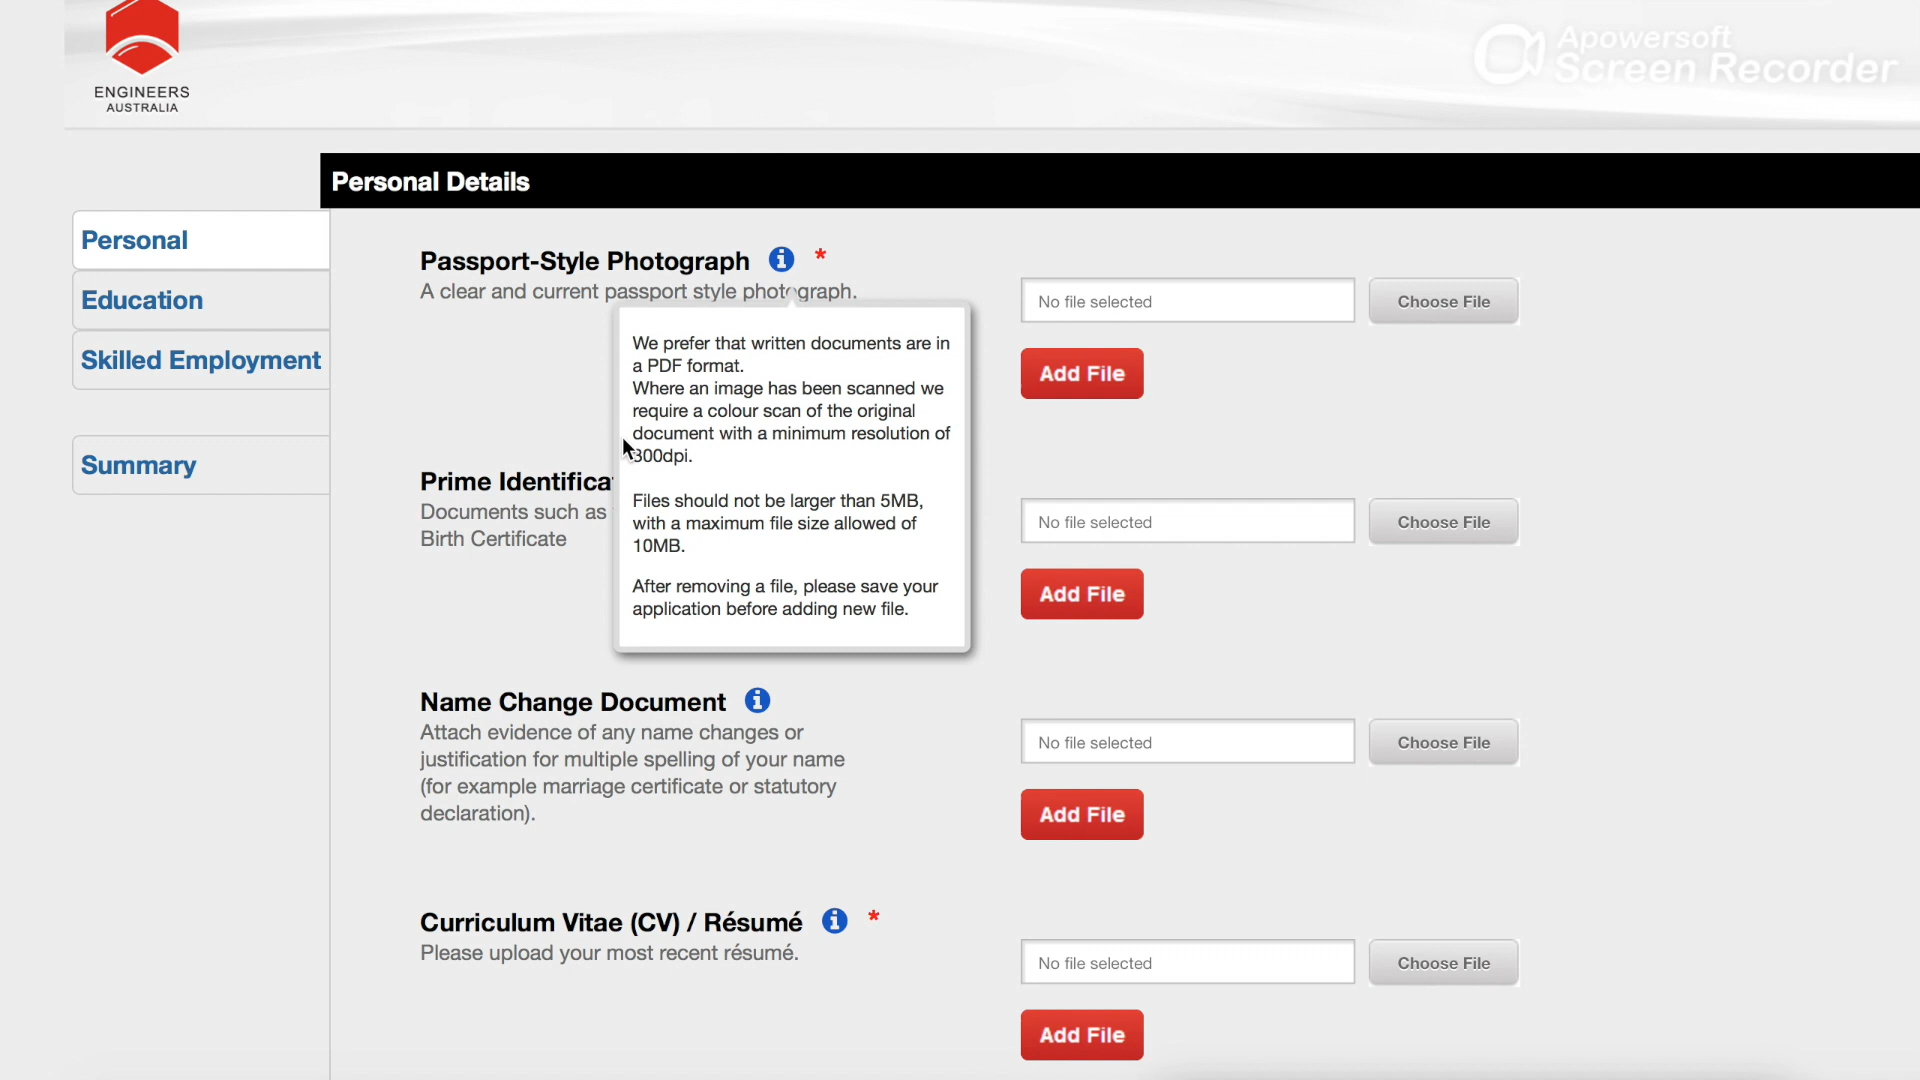 ENGINEERS
AUSTRALIA
Apowersoft
Screen Recorder
Personal Details
Personal
Education
Skilled Employment
Summary
Passport-Style Photograph *
A clear and current passport style photograph.
No file selected
Choose File
Add File
We prefer that written documents are in
a PDF format.
Where an image has been scanned we
require a colour scan of the original
document with a minimum resolution of
300dpi.
Files should not be larger than 5MB,
with a maximum file size allowed of
10MB.
After removing a file, please save your
application before adding new file.
Prime
Documents such as
Birth Certificate
No file selected
Choose File
Add File
Name Change Document
Attach evidence of any name changes or
justification for multiple spelling of your name
(for example marriage certificate or statutory
declaration).
No file selected
Choose File
Add File
Curriculum Vitae (CV) / Résumé *
Please upload your most recent résumé.
No file selected
Choose File
Add File